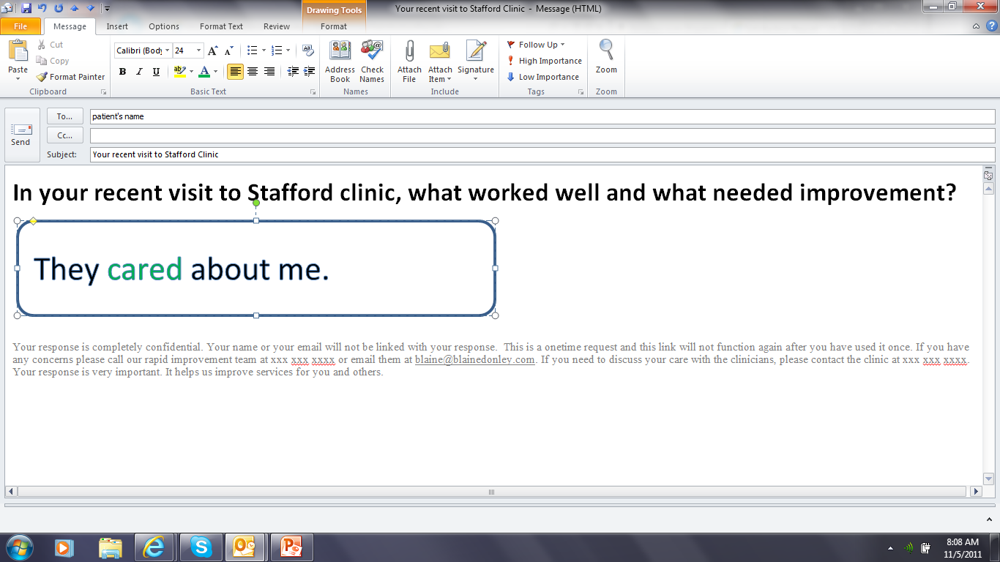 Your recent visit to Stafford Clinic - Message (HTML)
Drawing Tools
File Message Insert Options Format Text Review Format
Paste
Cut
Copy
Format Painter
Clipboard
Calibri (Body 24
B I U
Basic Text
Address Book
Check Names
Names
Attach File
Attach Item
Signature
Include
Follow Up
High Importance
Low Importance
Tags
Zoom
Zoom
Send
To... patient's name
Cc...
Subject: Your recent visit to Stafford Clinic
In your recent visit to Stafford clinic, what worked well and what needed improvement?
They cared about me.
Your response is completely confidential. Your name or your email will not be linked with your response. This is a onetime request and this link will not function again after you have used it once. If you have
any concerns please call our rapid improvement team at xxx xxx xxxx or email them at blaine@blainedonley.com. If you need to discuss your care with the clinicians, please contact the clinic at xxx xxx xxxx.
Your response is very important. It helps us improve services for you and others.
8:08 AM
11/5/2011